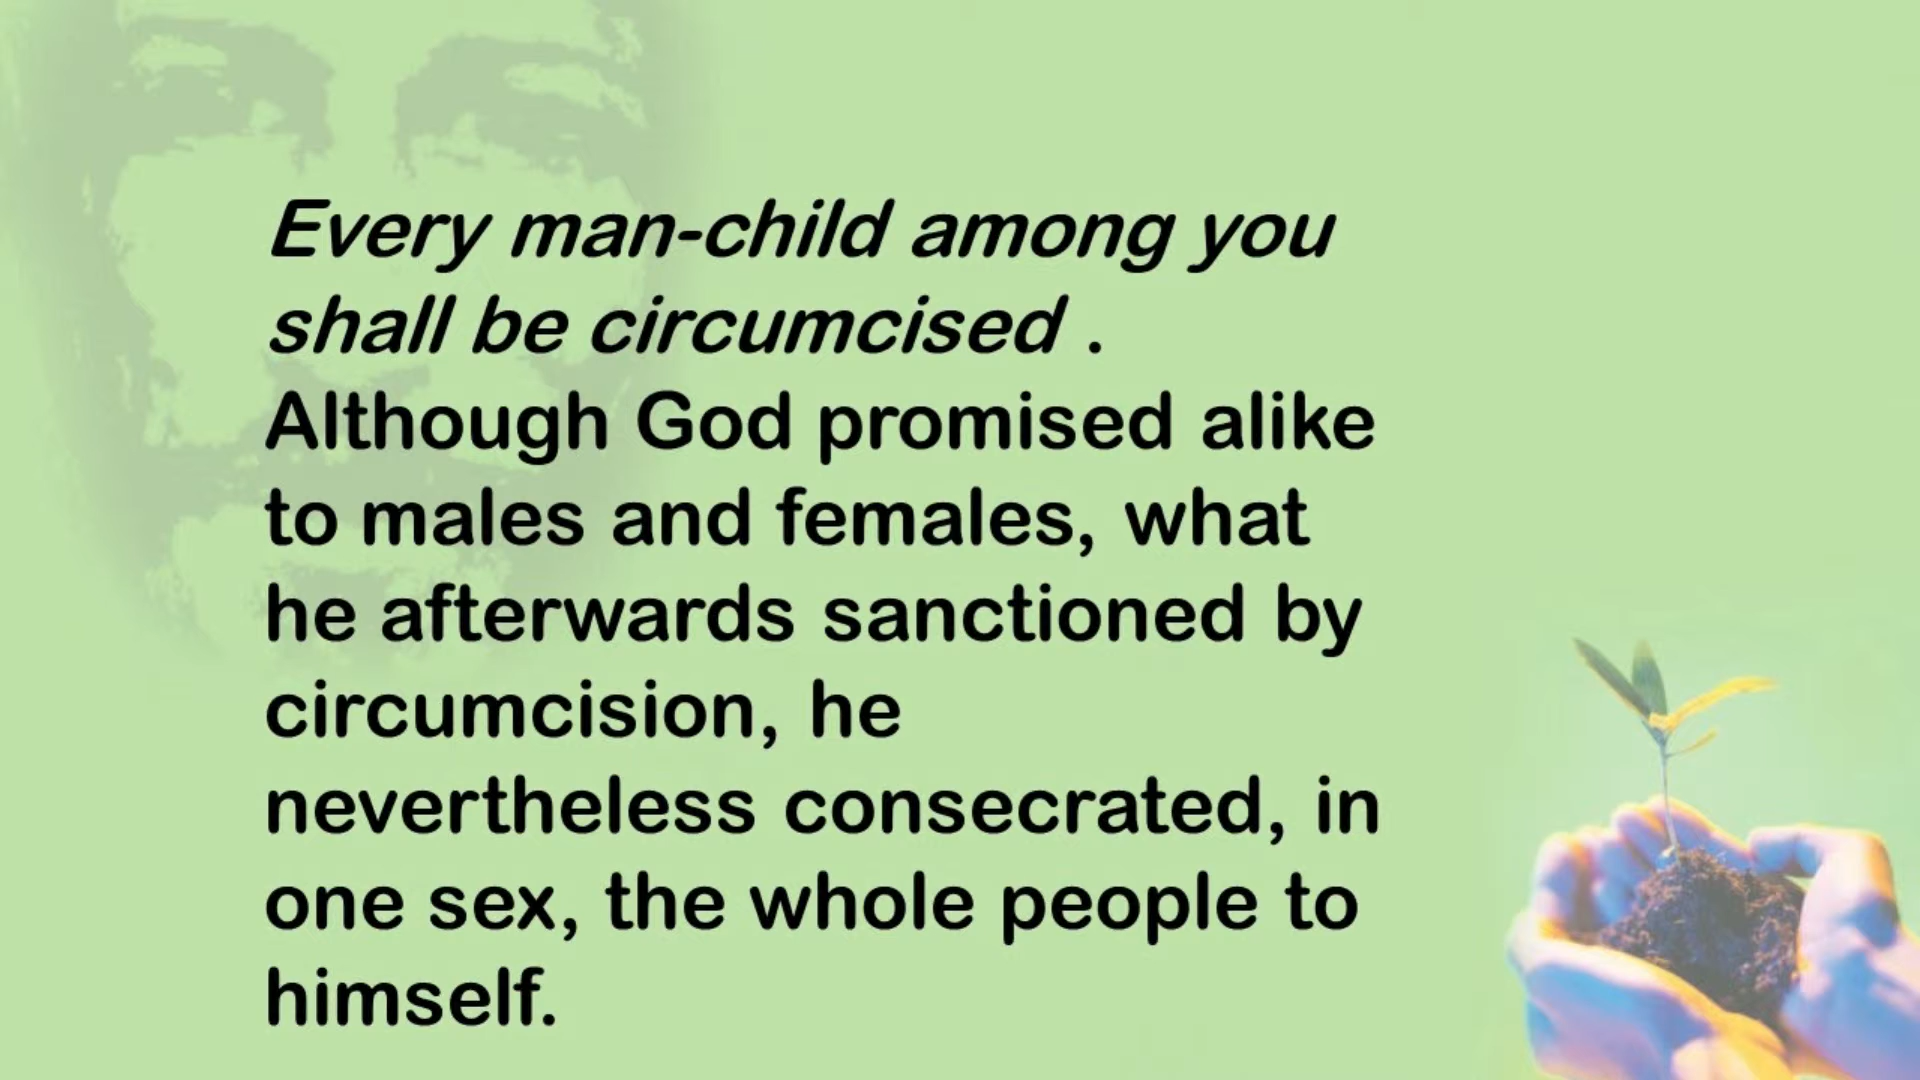 Every man-child among you
shall be circumcised .
Although God promised alike
to males and females, what
he afterwards sanctioned by
circumcision, he
nevertheless consecrated, in
one sex, the whole people to
himself.